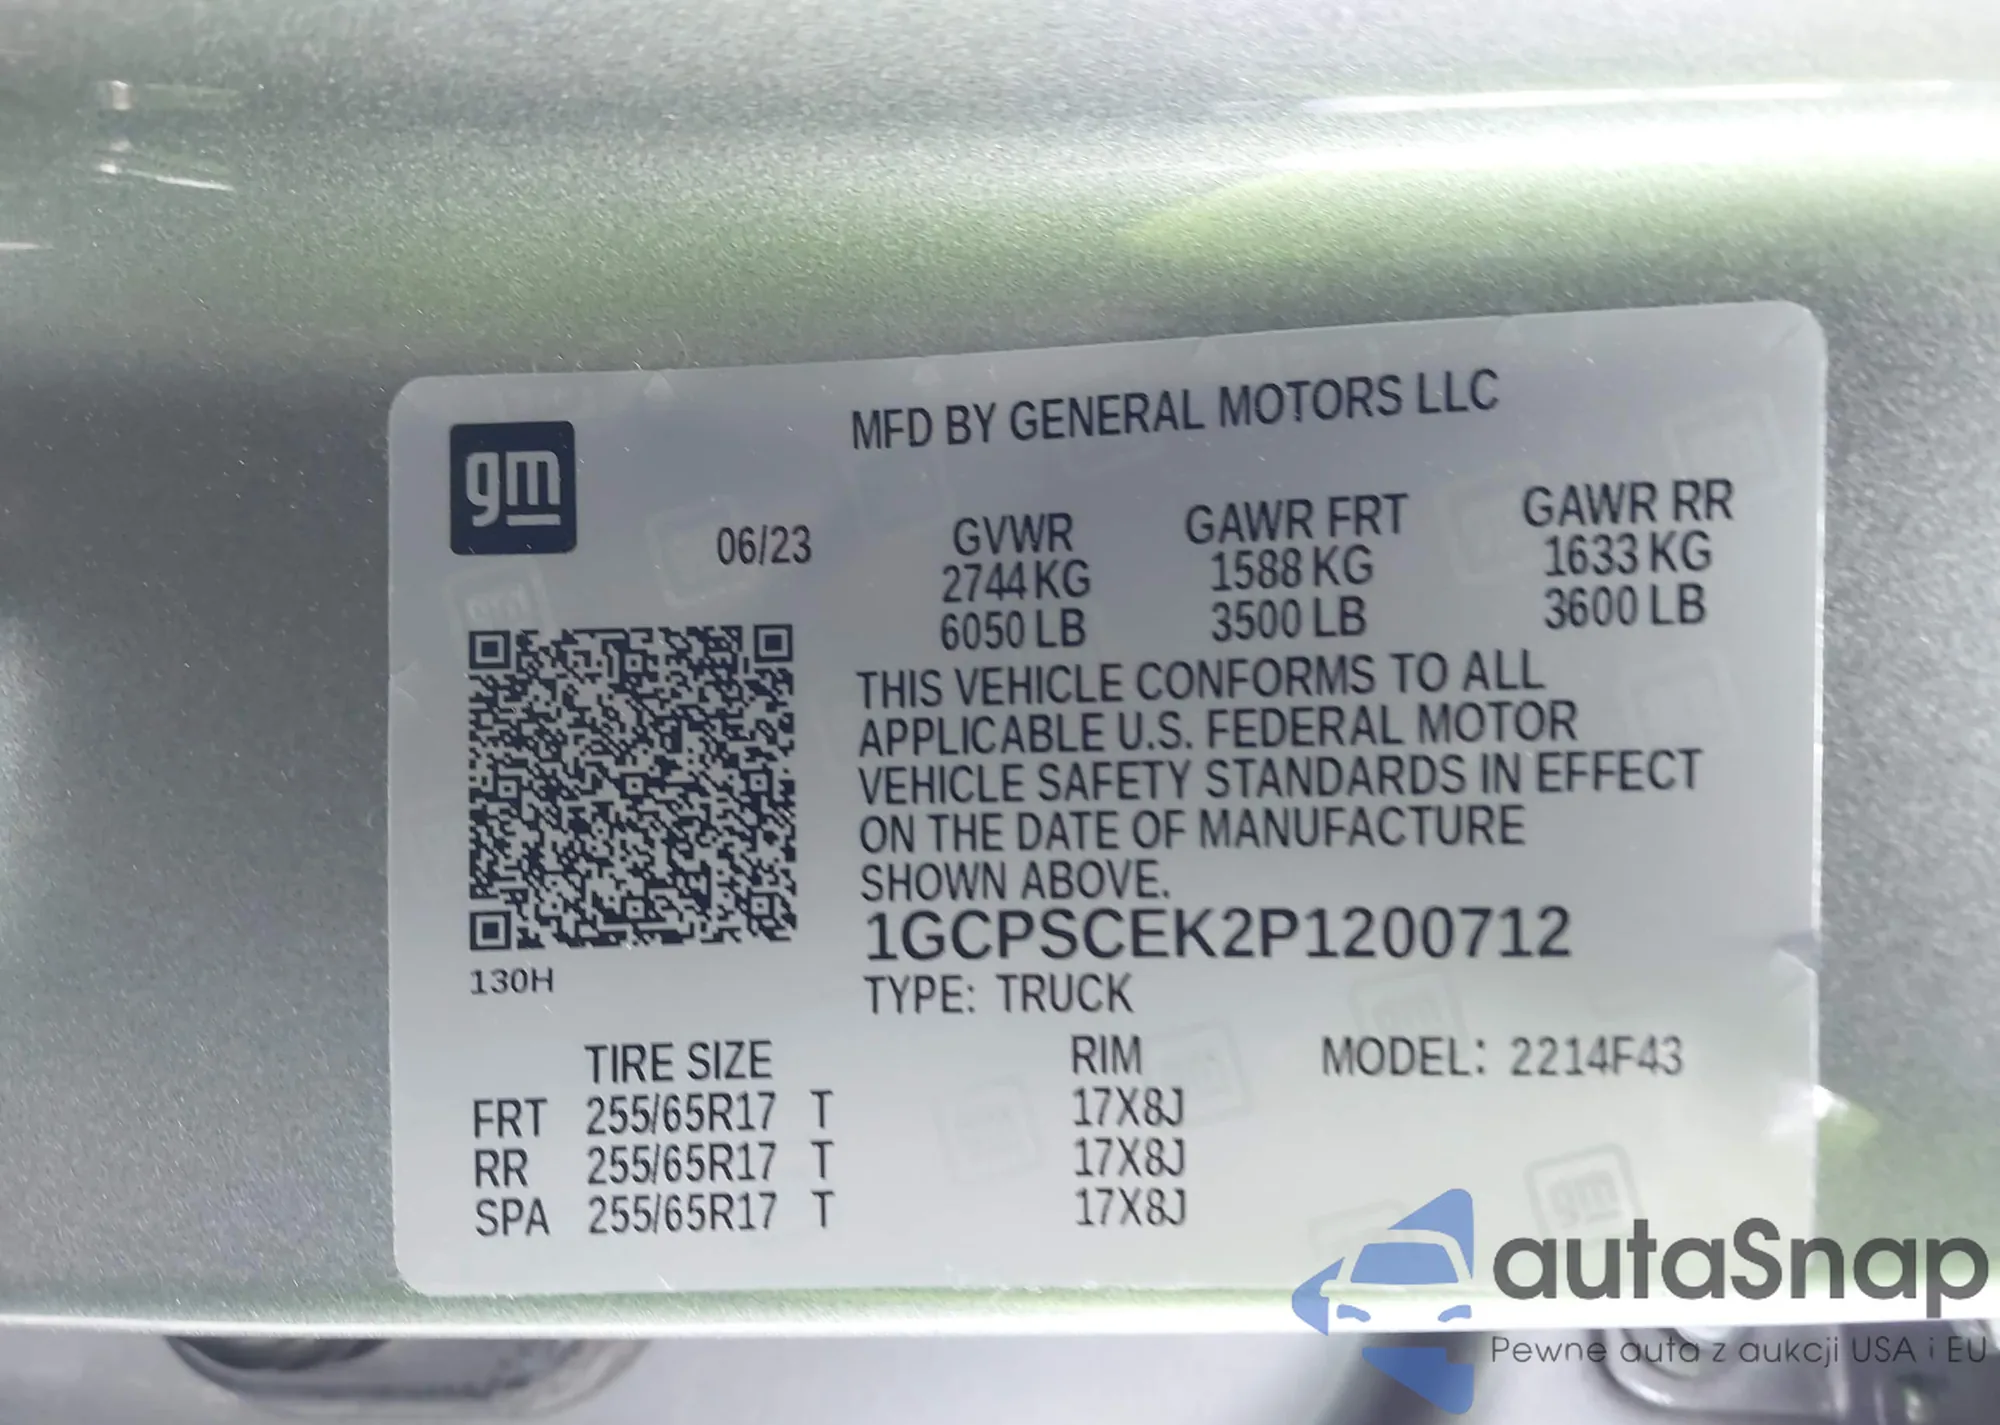 gm
MFD BY GENERAL MOTORS LLC
06/23 GVWR GAWR FRT GAWR RR
2744 KG 1588 KG 1633 KG
6050 LB 3500 LB 3600 LB
THIS VEHICLE CONFORMS TO ALL
APPLICABLE U.S. FEDERAL MOTOR
VEHICLE SAFETY STANDARDS IN EFFECT
ON THE DATE OF MANUFACTURE
SHOWN ABOVE.
1GCPSCEK2P1200712
130H
TYPE: TRUCK
TIRE SIZE RIM MODEL: 2214F43
FRT 255/65R17 T 17X8J
RR 255/65R17 T 17X8J
SPA 255/65R17 T 17X8J
autaSnap
Pewne auta z aukcji USA i EU